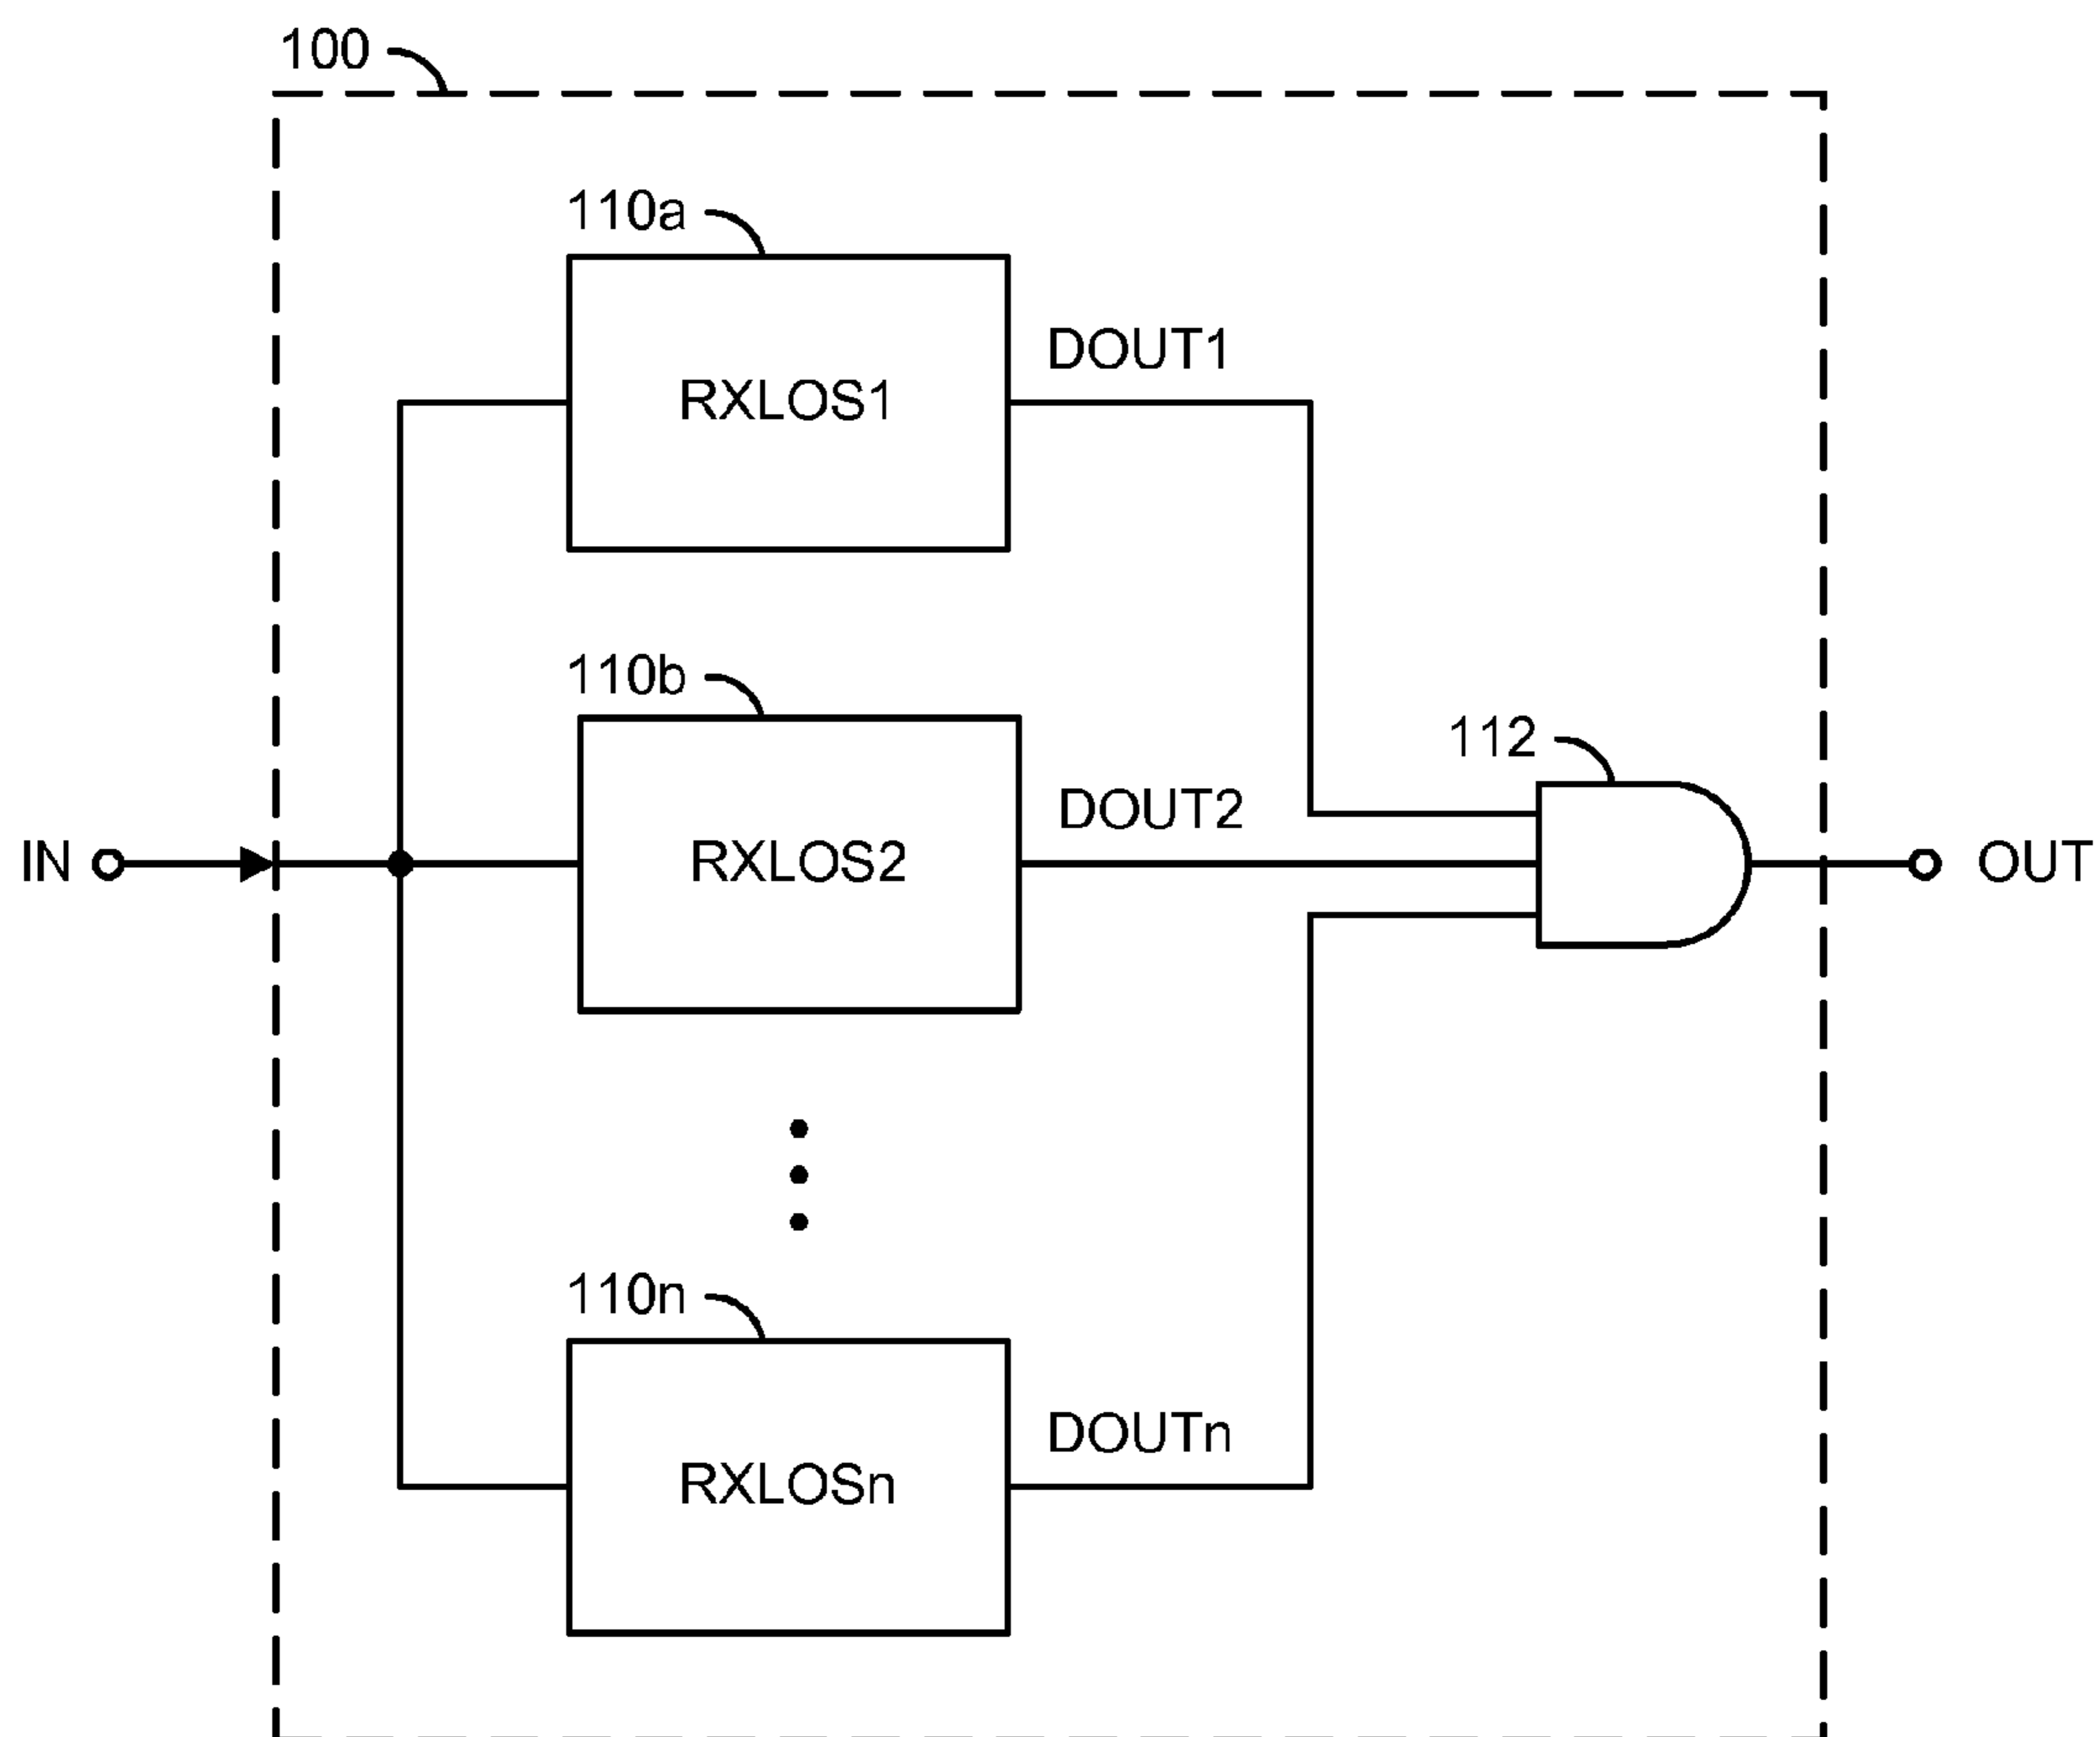 100
110a
RXLOS1
DOUT1
110b
RXLOS2
DOUT2
112
IN
OUT
110n
RXLOSn
DOUTn